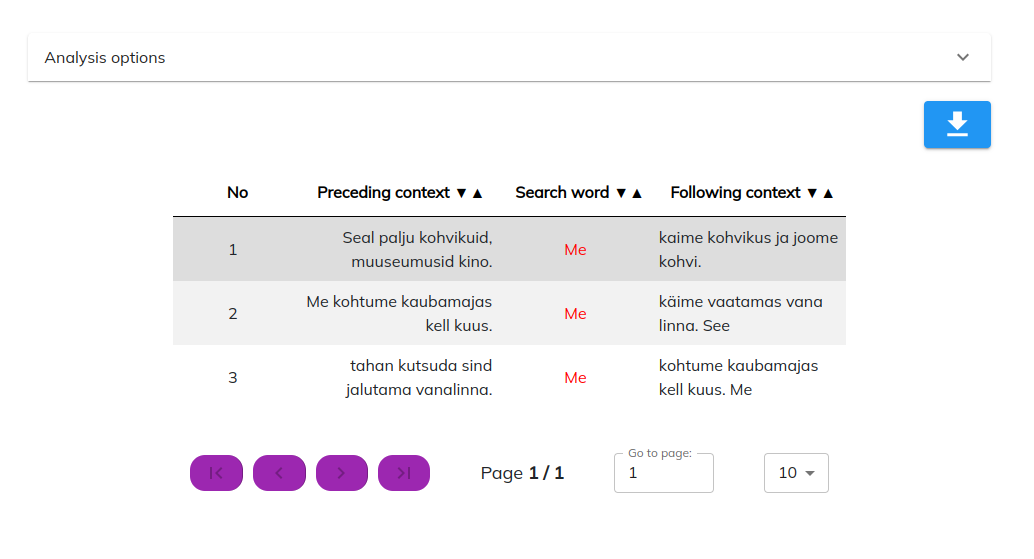 Analysis options
No Preceding context ▼▲ Search word ▼▲ Following context ▼▲
1 Seal palju kohvikuid, muuseumusid kino. Me kaime kohvikus ja joome kohvi.
2 Me kohtume kaubamajas kell kuus. Me käime vaatamas vana linna. See
3 tahan kutsuda sind jalutama vanalinna. Me kohtume kaubamajas kell kuus. Me
Page 1 / 1
Go to page:
1
10